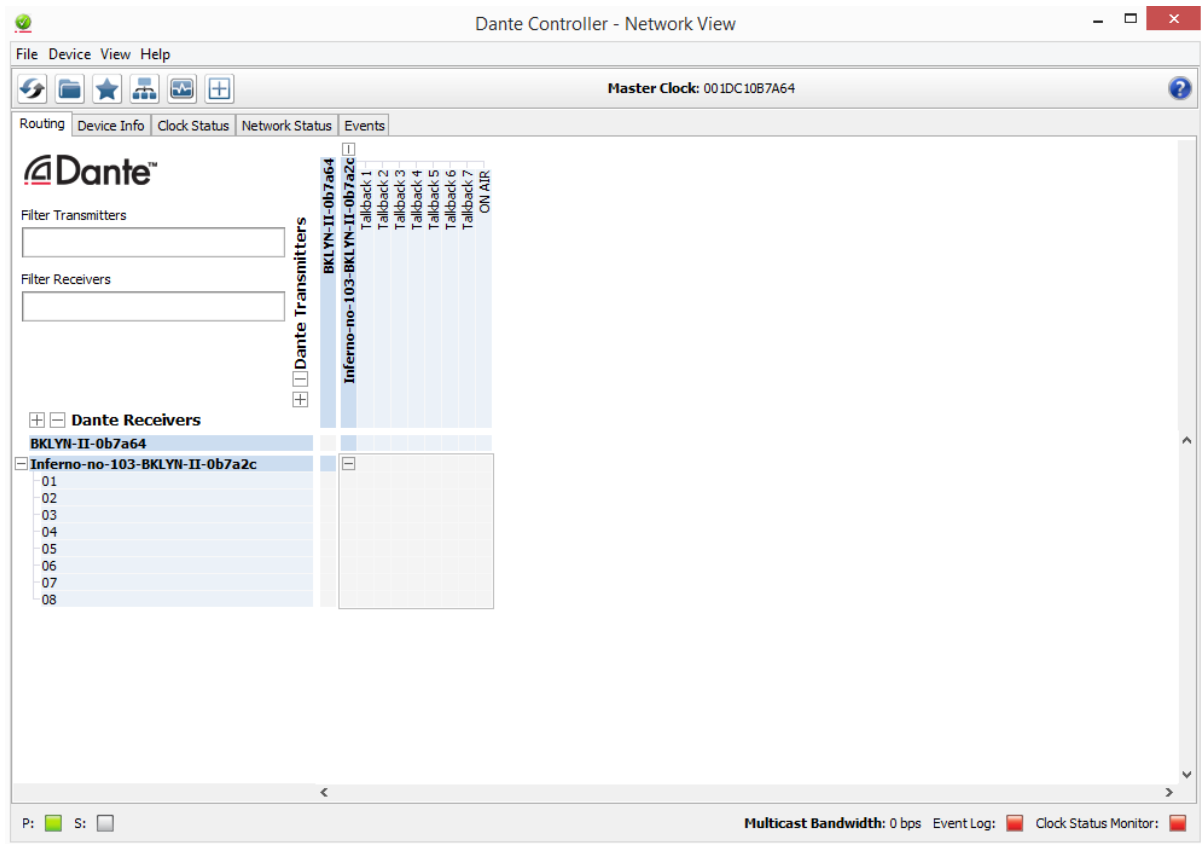 Dante Controller - Network View
File Device View Help
Master Clock: 001DC10B7A64
Routing Device Info Clock Status Network Status Events
Dante™
Filter Transmitters
Filter Receivers
Dante Transmitters
BKLYN-II-0b7a64
Inferno-no-103-BKLYN-II-0b7a2c
Talkback 1
Talkback 2
Talkback 3
Talkback 4
Talkback 5
Talkback 6
Talkback 7
ON AIR
Dante Receivers
BKLYN-II-0b7a64
Inferno-no-103-BKLYN-II-0b7a2c
01
02
03
04
05
06
07
08
P: S: Multicast Bandwidth: 0 bps Event Log: Clock Status Monitor: